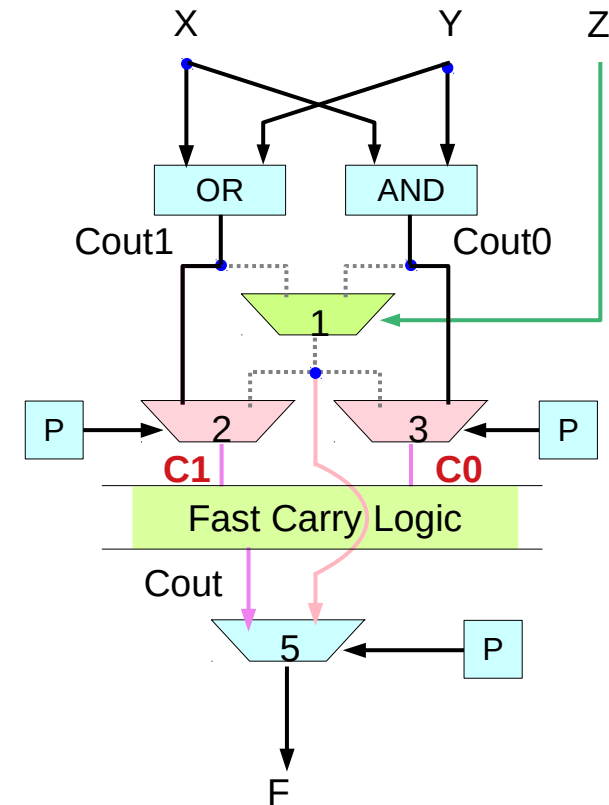 X Y Z
OR AND
Cout1 Cout0
1
P 2 3 P
C1 C0
Fast Carry Logic
Cout
5 P
F